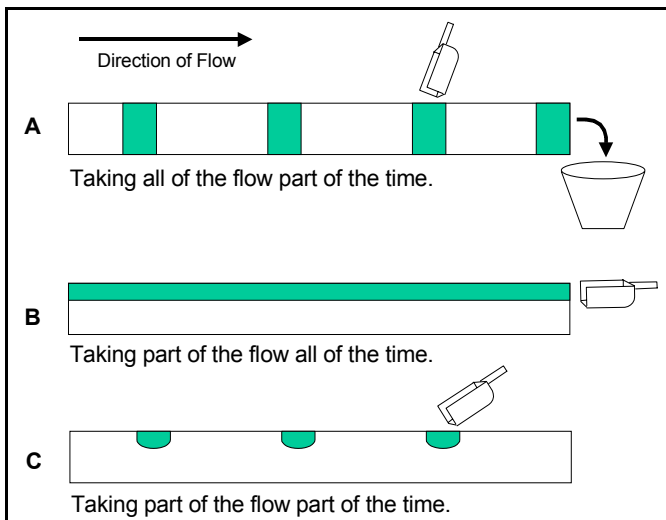 Direction of Flow
A
Taking all of the flow part of the time.
B
Taking part of the flow all of the time.
C
Taking part of the flow part of the time.